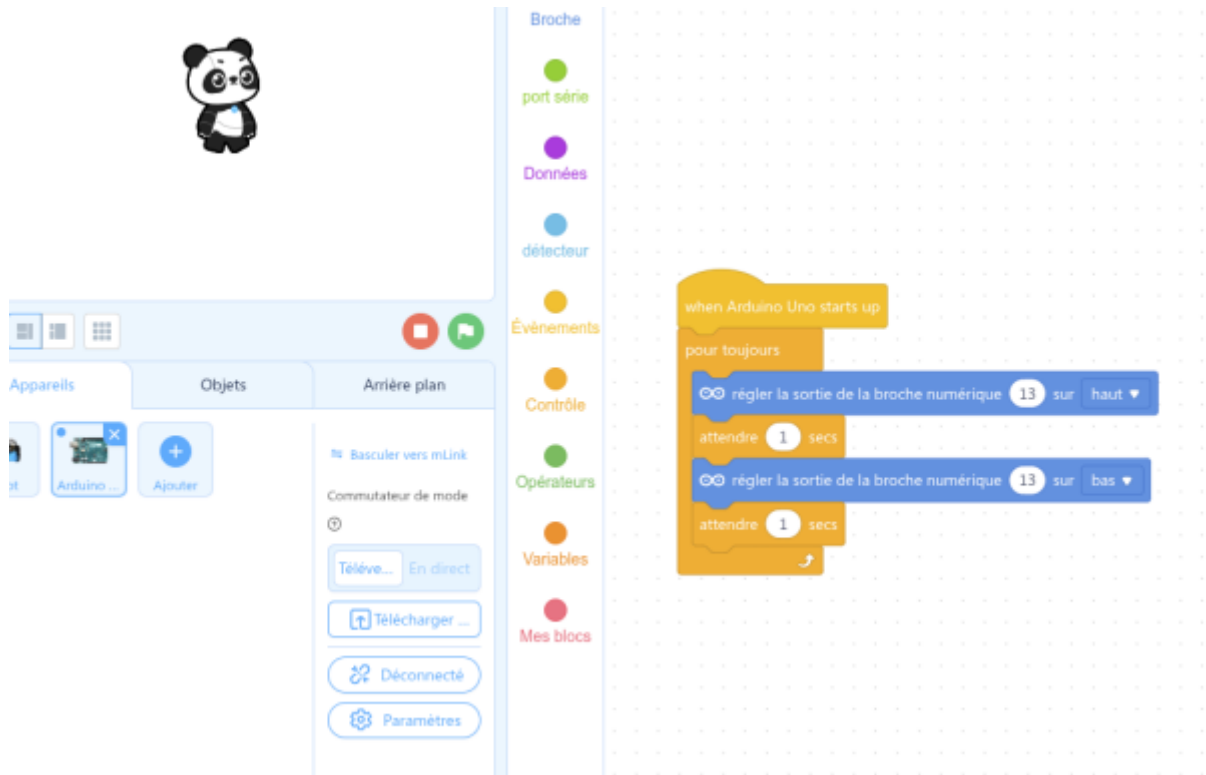 Broche
port série
Données
détecteur
Évènements
Contrôle
Opérateurs
Variables
Mes blocs
Appareils
Objets
Arrière plan
ot
Arduino ...
Ajouter
Basculer vers mLink
Commutateur de mode
Téléve...
En direct
Télécharger ...
Déconnecté
Paramètres
when Arduino Uno starts up
pour toujours
régler la sortie de la broche numérique 13 sur haut
attendre 1 secs
régler la sortie de la broche numérique 13 sur bas
attendre 1 secs